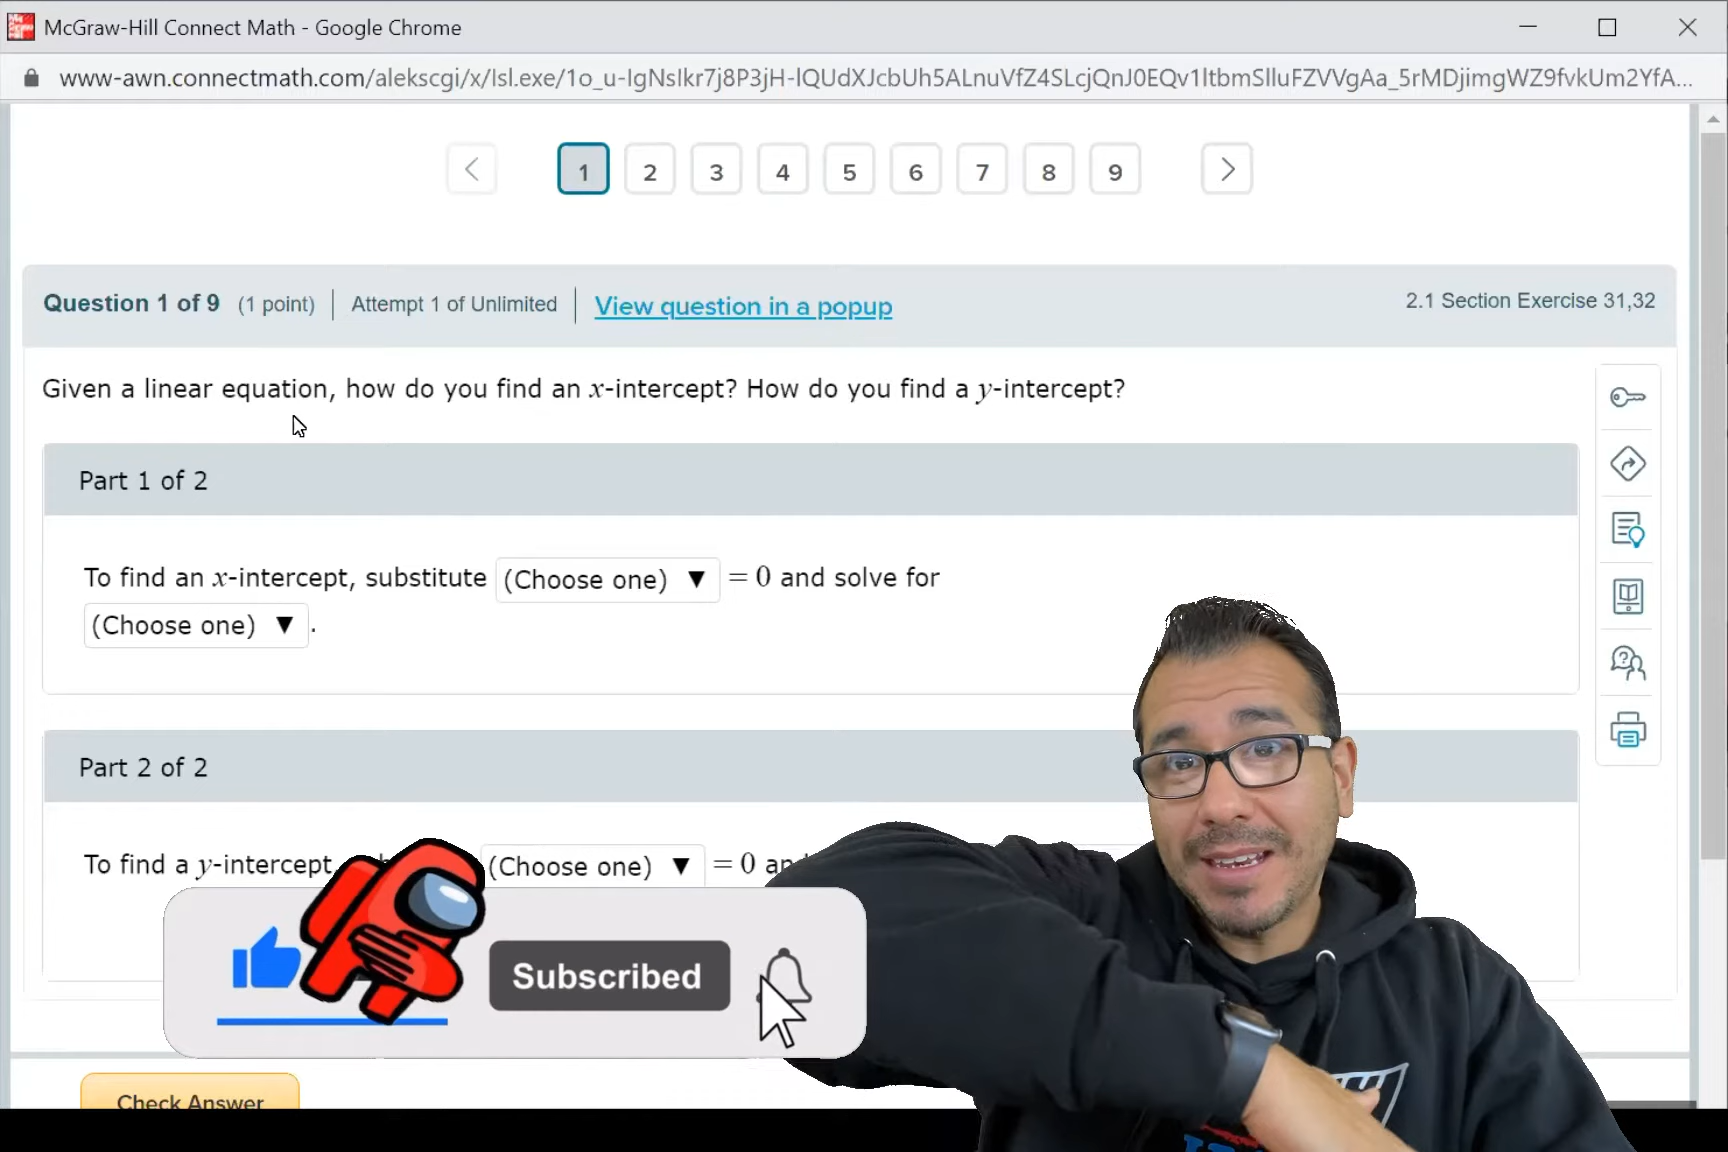 McGraw-Hill Connect Math - Google Chrome
www-awn.connectmath.com/alekscgi/x/Isl.exe/1o_u-IgNsIkr7j8P3jH-lQUdXJcbUh5ALnuVfZ4SLcjQnJ0EQv1ltbmSlluFZVVgAa_5rMDjimgWZ9fvkUm2YfA...
1 2 3 4 5 6 7 8 9
Question 1 of 9 (1 point) Attempt 1 of Unlimited View question in a popup 2.1 Section Exercise 31,32
Given a linear equation, how do you find an x-intercept? How do you find a y-intercept?
Part 1 of 2
To find an x-intercept, substitute (Choose one) ▼ = 0 and solve for
(Choose one) ▼ .
Part 2 of 2
To find a y-intercept, (Choose one) ▼ = 0
Subscribed
Check Answer